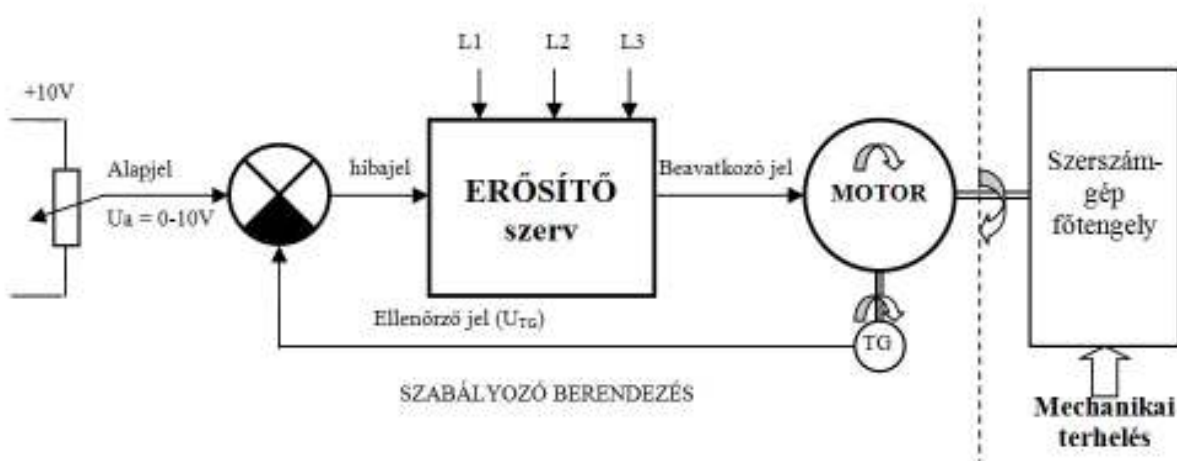 L1 L2 L3
+10V
Alapjel
Ua = 0-10V
hibajel
ERŐSÍTŐ
szerv
Beavatkozó jel
MOTOR
Szerszám-
gép
főtengely
Ellenőrző jel (U_TG)
TG
SZABÁLYOZÓ BERENDEZÉS
Mechanikai
terhelés